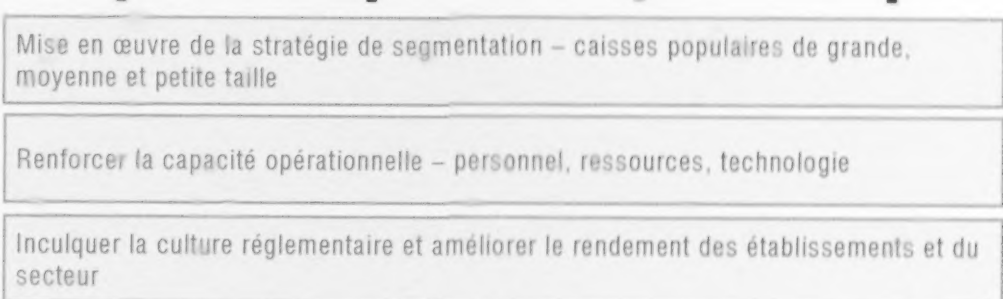 Mise en œuvre de la stratégie de segmentation – caisses populaires de grande,
moyenne et petite taille
Renforcer la capacité opérationnelle – personnel, ressources, technologie
Inculquer la culture réglementaire et améliorer le rendement des établissements et du
secteur